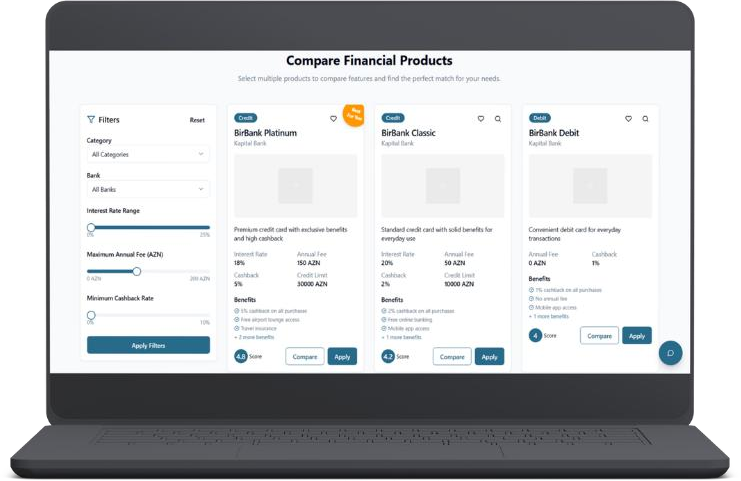 Compare Financial Products
Select multiple products to compare features and find the perfect match for your needs.
Filters
Reset
Category
All Categories
Bank
All Banks
Interest Rate Range
0%
25%
Maximum Annual Fee (AZN)
0 AZN
200 AZN
Minimum Cashback Rate
0%
10%
Apply Filters
Credit
Best
For You
BirBank Platinum
Kapital Bank
Premium credit card with exclusive benefits
and high cashback
Interest Rate
Annual Fee
18%
150 AZN
Cashback
Credit Limit
5%
30000 AZN
Benefits
5% cashback on all purchases
Free airport lounge access
Travel insurance
+ 2 more benefits
4.8 Score
Compare
Apply
Credit
BirBank Classic
Kapital Bank
Standard credit card with solid benefits for
everyday use
Interest Rate
Annual Fee
20%
50 AZN
Cashback
Credit Limit
2%
10000 AZN
Benefits
2% cashback on all purchases
Free online banking
Mobile app access
+ 1 more benefits
4.2 Score
Compare
Apply
Debit
BirBank Debit
Kapital Bank
Convenient debit card for everyday
transactions
Annual Fee
Cashback
0 AZN
1%
Benefits
1% cashback on all purchases
No annual fee
Mobile app access
+ 1 more benefits
4 Score
Compare
Apply